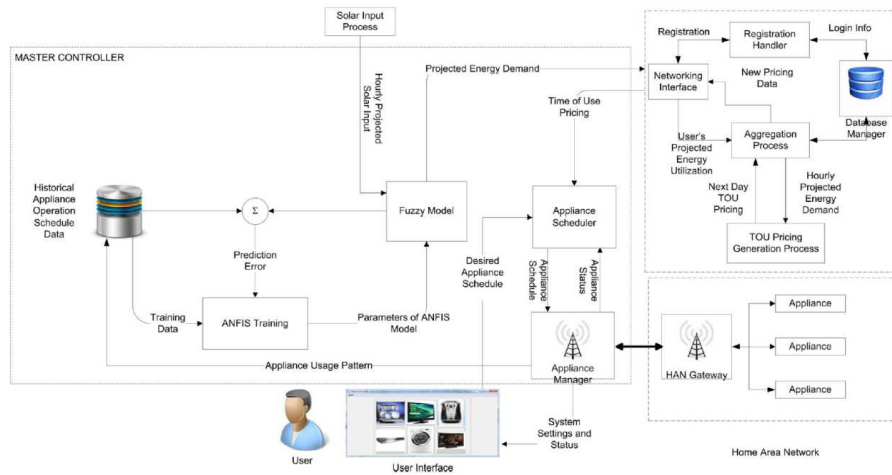 Solar Input
Process
MASTER CONTROLLER
Hourly Projected
Solar Input
Projected Energy Demand
Time of Use
Pricing
Historical
Appliance
Operation
Schedule
Data
Σ
Fuzzy Model
Appliance
Scheduler
Prediction
Error
Desired
Appliance
Schedule
Appliance
Schedule
Appliance
Status
Training
Data
ANFIS Training
Parameters of ANFIS
Model
Appliance Usage Pattern
Appliance
Manager
User
User Interface
System
Settings and
Status
Registration
Registration
Handler
Login Info
Networking
Interface
New Pricing
Data
Database
Manager
User's
Projected
Energy
Utilization
Aggregation
Process
Next Day
TOU
Pricing
Hourly
Projected
Energy
Demand
TOU Pricing
Generation Process
HAN Gateway
Appliance
Appliance
Appliance
Home Area Network